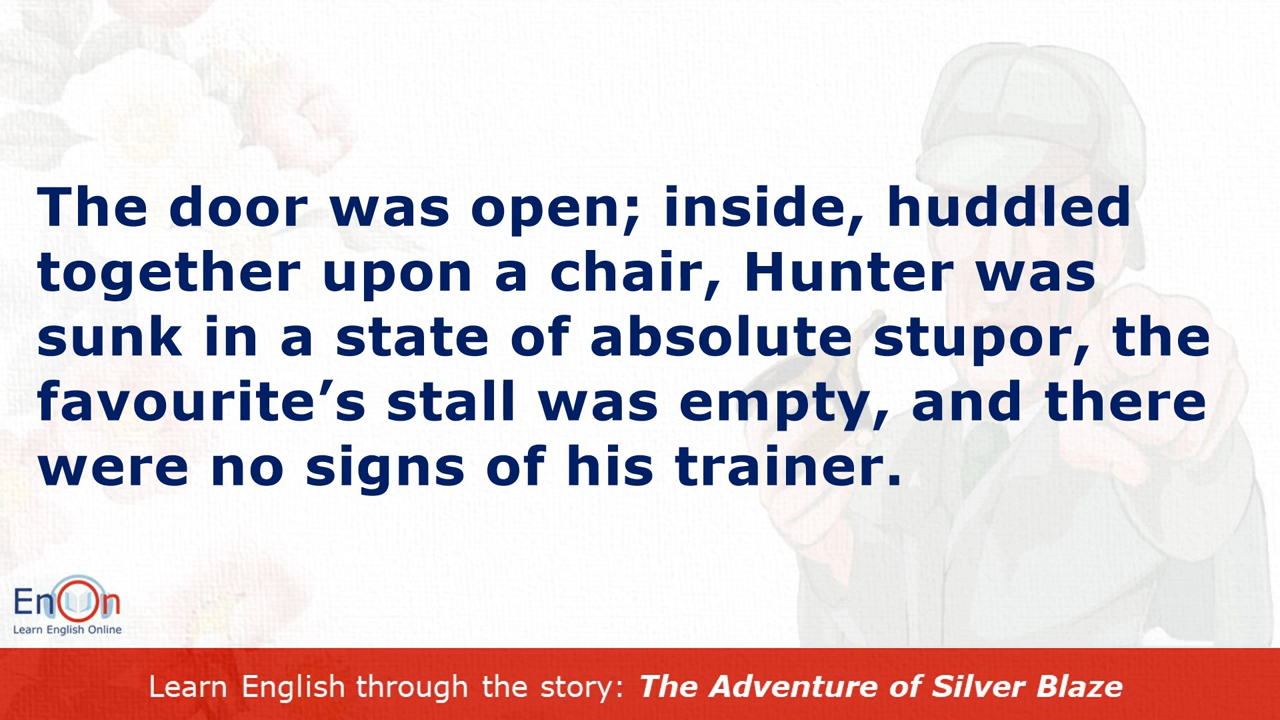 The door was open; inside, huddled
together upon a chair, Hunter was
sunk in a state of absolute stupor, the
favourite’s stall was empty, and there
were no signs of his trainer.
EnOn
Learn English Online
Learn English through the story: The Adventure of Silver Blaze